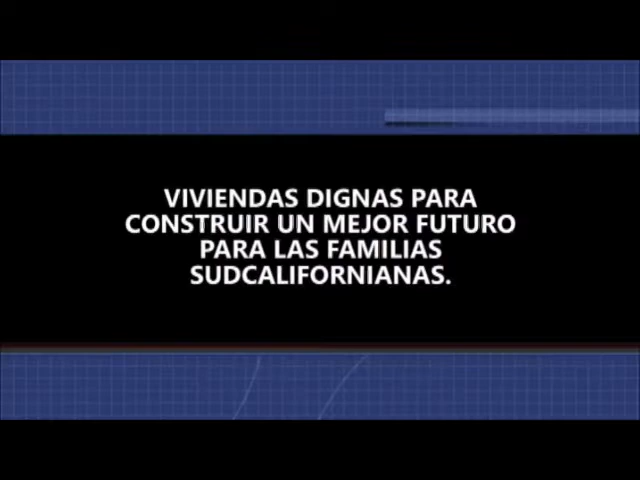 VIVIENDAS DIGNAS PARA
CONSTRUIR UN MEJOR FUTURO
PARA LAS FAMILIAS
SUDCALIFORNIANAS.